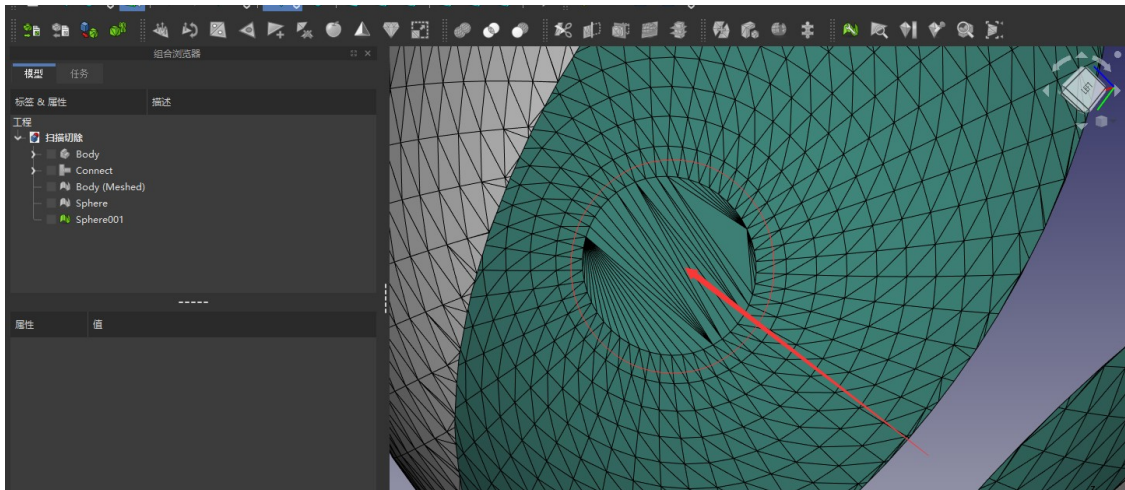 组合浏览器
模型 任务
标签 & 属性 描述
工程
扫描切除
Body
Connect
Body (Meshed)
Sphere
Sphere001
属性 值